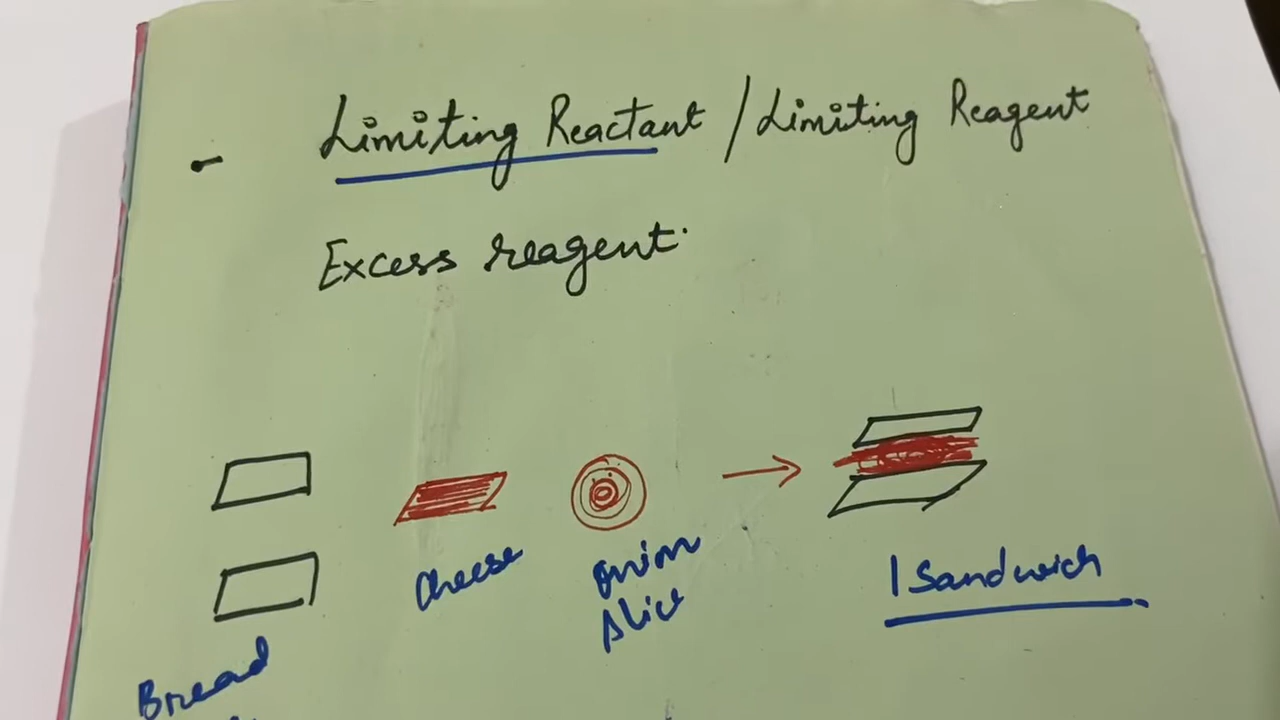 - Limiting Reactant / Limiting Reagent
Excess reagent.
Cheese
onion
slice
1 Sandwich
Bread